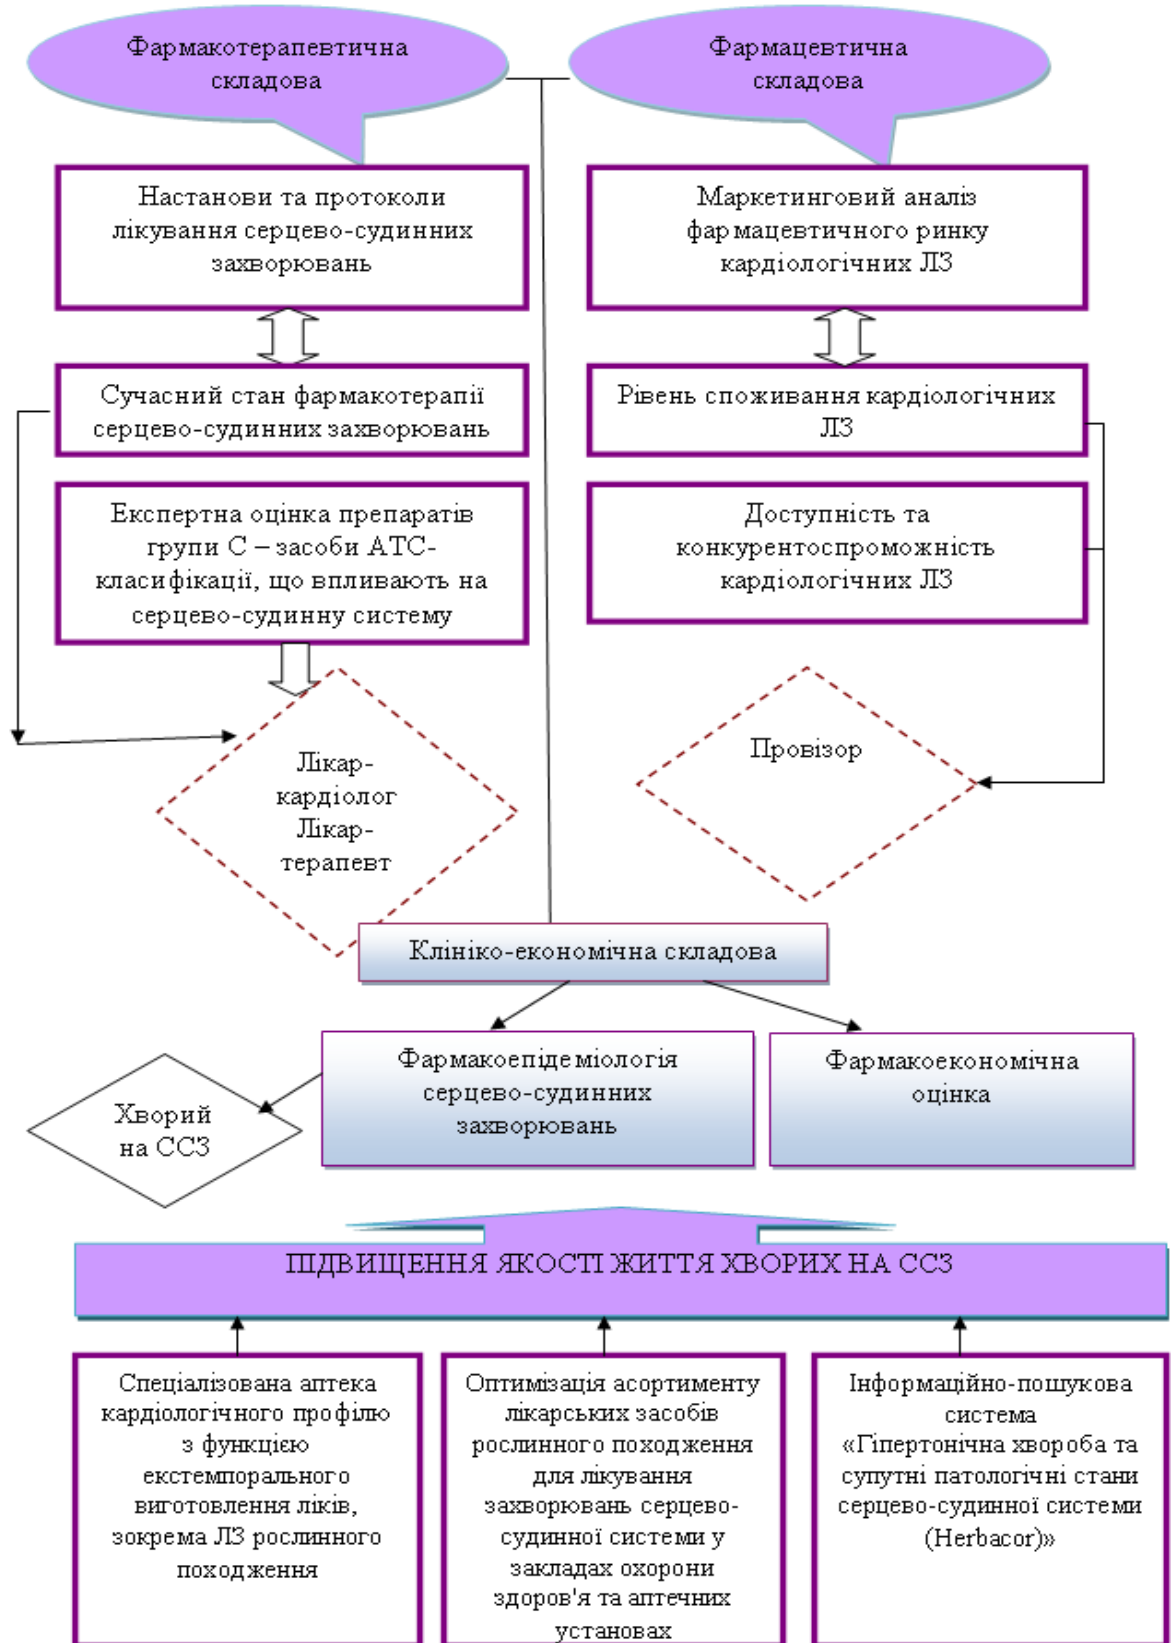 Фармакотерапевтична
складова
Фармацевтична
складова
Настанови та протоколи
лікування серцево-судинних
захворювань
Маркетинговий аналіз
фармацевтичного ринку
кардіологічних ЛЗ
Сучасний стан фармакотерапії
серцево-судинних захворювань
Рівень споживання кардіологічних
ЛЗ
Експертна оцінка препаратів
групи С – засоби АТС-
класифікації, що впливають на
серцево-судинну систему
Доступність та
конкурентоспроможність
кардіологічних ЛЗ
Лікар-
кардіолог
Лікар-
терапевт
Провізор
Клініко-економічна складова
Фармакоепідеміологія
серцево-судинних
захворювань
Фармакоекономічна
оцінка
Хворий
на ССЗ
ПІДВИЩЕННЯ ЯКОСТІ ЖИТТЯ ХВОРИХ НА ССЗ
Спеціалізована аптека
кардіологічного профілю
з функцією
екстемпорального
виготовлення ліків,
зокрема ЛЗ рослинного
походження
Оптимізація асортименту
лікарських засобів
рослинного походження
для лікування
захворювань серцево-
судинної системи у
закладах охорони
здоров'я та аптечних
установах
Інформаційно-пошукова
система
«Гіпертонічна хвороба та
супутні патологічні стани
серцево-судинної системи
(Herbacor)»